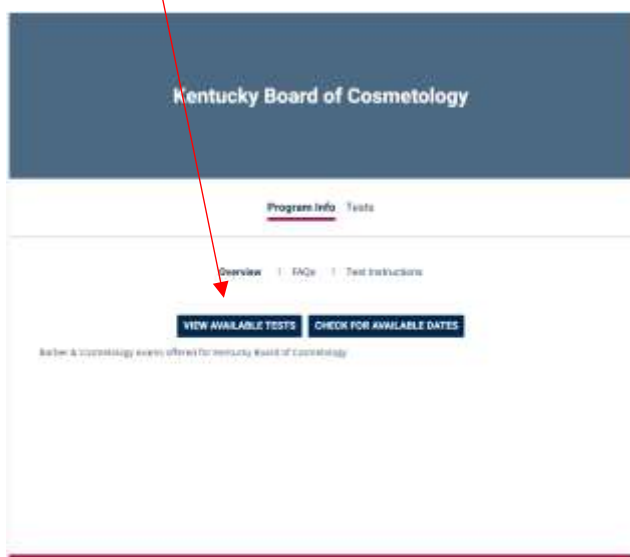 Kentucky Board of Cosmetology
Program Info Tests
Overview | FAQs | Test Instructions
VIEW AVAILABLE TESTS CHECK FOR AVAILABLE DATES
Barber & Cosmetology exams offered for Kentucky Board of Cosmetology